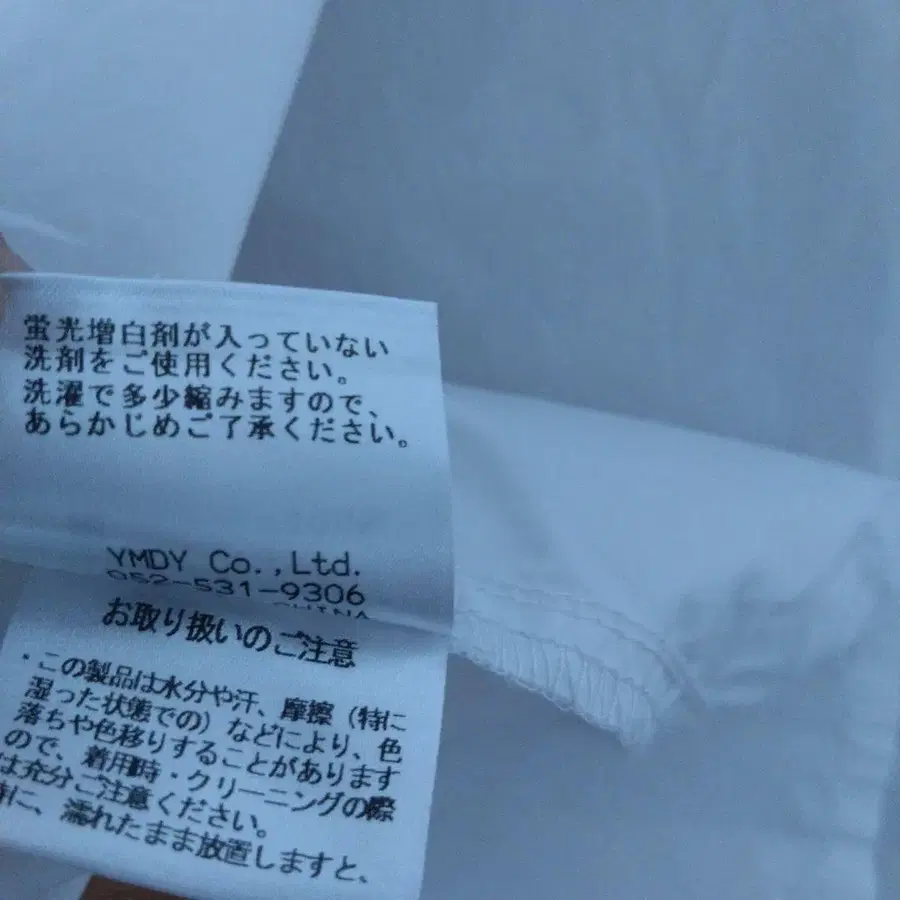 蛍光増白剤が入っていない
洗剤をご使用ください。
洗濯で多少縮みますので、
あらかじめご了承ください。
YMDY Co.,Ltd.
052-531-9306
CHINA
お取り扱いのご注意
・この製品は水分や汗、摩擦（特に
湿った状態での）などにより、色
落ちや色移りすることがあります
ので、着用時・クリーニングの際
は充分ご注意ください。
特に、濡れたまま放置しますと、